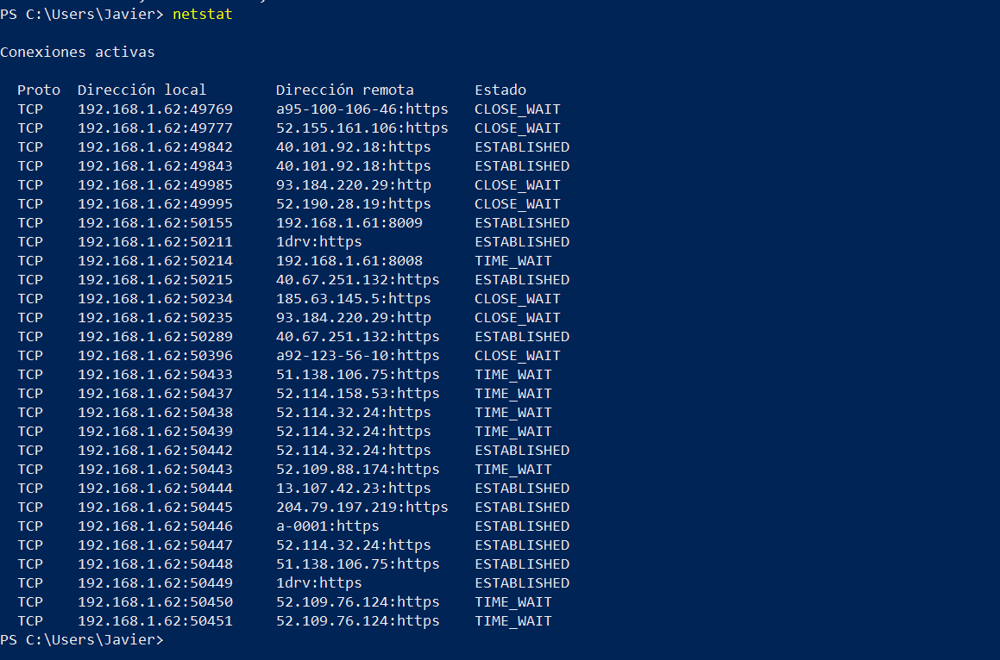 PS C:\Users\Javier> netstat
Conexiones activas
Proto Dirección local Dirección remota Estado
TCP 192.168.1.62:49769 a95-100-106-46:https CLOSE_WAIT
TCP 192.168.1.62:49777 52.155.161.106:https CLOSE_WAIT
TCP 192.168.1.62:49842 40.101.92.18:https ESTABLISHED
TCP 192.168.1.62:49843 40.101.92.18:https ESTABLISHED
TCP 192.168.1.62:49985 93.184.220.29:http CLOSE_WAIT
TCP 192.168.1.62:49995 52.190.28.19:https CLOSE_WAIT
TCP 192.168.1.62:50155 192.168.1.61:8009 ESTABLISHED
TCP 192.168.1.62:50211 1drv:https ESTABLISHED
TCP 192.168.1.62:50214 192.168.1.61:8008 TIME_WAIT
TCP 192.168.1.62:50215 40.67.251.132:https ESTABLISHED
TCP 192.168.1.62:50234 185.63.145.5:https CLOSE_WAIT
TCP 192.168.1.62:50235 93.184.220.29:http CLOSE_WAIT
TCP 192.168.1.62:50289 40.67.251.132:https ESTABLISHED
TCP 192.168.1.62:50396 a92-123-56-10:https CLOSE_WAIT
TCP 192.168.1.62:50433 51.138.106.75:https TIME_WAIT
TCP 192.168.1.62:50437 52.114.158.53:https TIME_WAIT
TCP 192.168.1.62:50438 52.114.32.24:https TIME_WAIT
TCP 192.168.1.62:50439 52.114.32.24:https TIME_WAIT
TCP 192.168.1.62:50442 52.114.32.24:https ESTABLISHED
TCP 192.168.1.62:50443 52.109.88.174:https TIME_WAIT
TCP 192.168.1.62:50444 13.107.42.23:https ESTABLISHED
TCP 192.168.1.62:50445 204.79.197.219:https ESTABLISHED
TCP 192.168.1.62:50446 a-0001:https ESTABLISHED
TCP 192.168.1.62:50447 52.114.32.24:https ESTABLISHED
TCP 192.168.1.62:50448 51.138.106.75:https ESTABLISHED
TCP 192.168.1.62:50449 1drv:https ESTABLISHED
TCP 192.168.1.62:50450 52.109.76.124:https TIME_WAIT
TCP 192.168.1.62:50451 52.109.76.124:https TIME_WAIT
PS C:\Users\Javier>